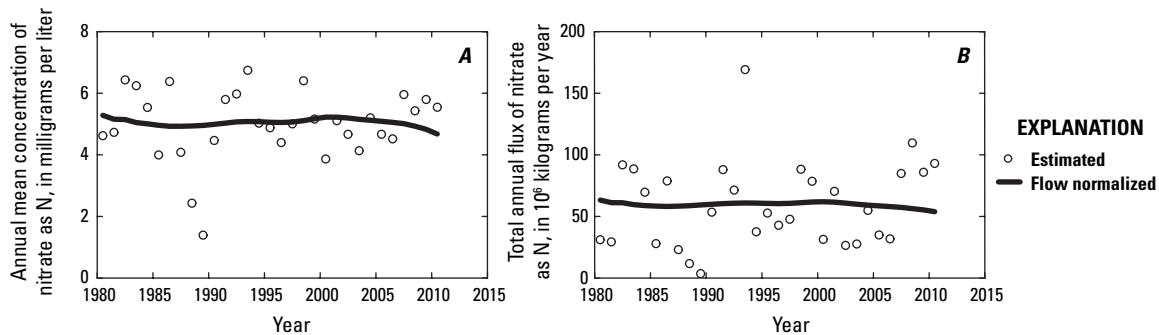 Annual mean concentration of
nitrate as N, in milligrams per liter
8
6
4
2
0
A
1980 1985 1990 1995 2000 2005 2010 2015
Year
Total annual flux of nitrate
as N, in 10⁶ kilograms per year
200
150
100
50
0
B
1980 1985 1990 1995 2000 2005 2010 2015
Year
EXPLANATION
Estimated
Flow normalized